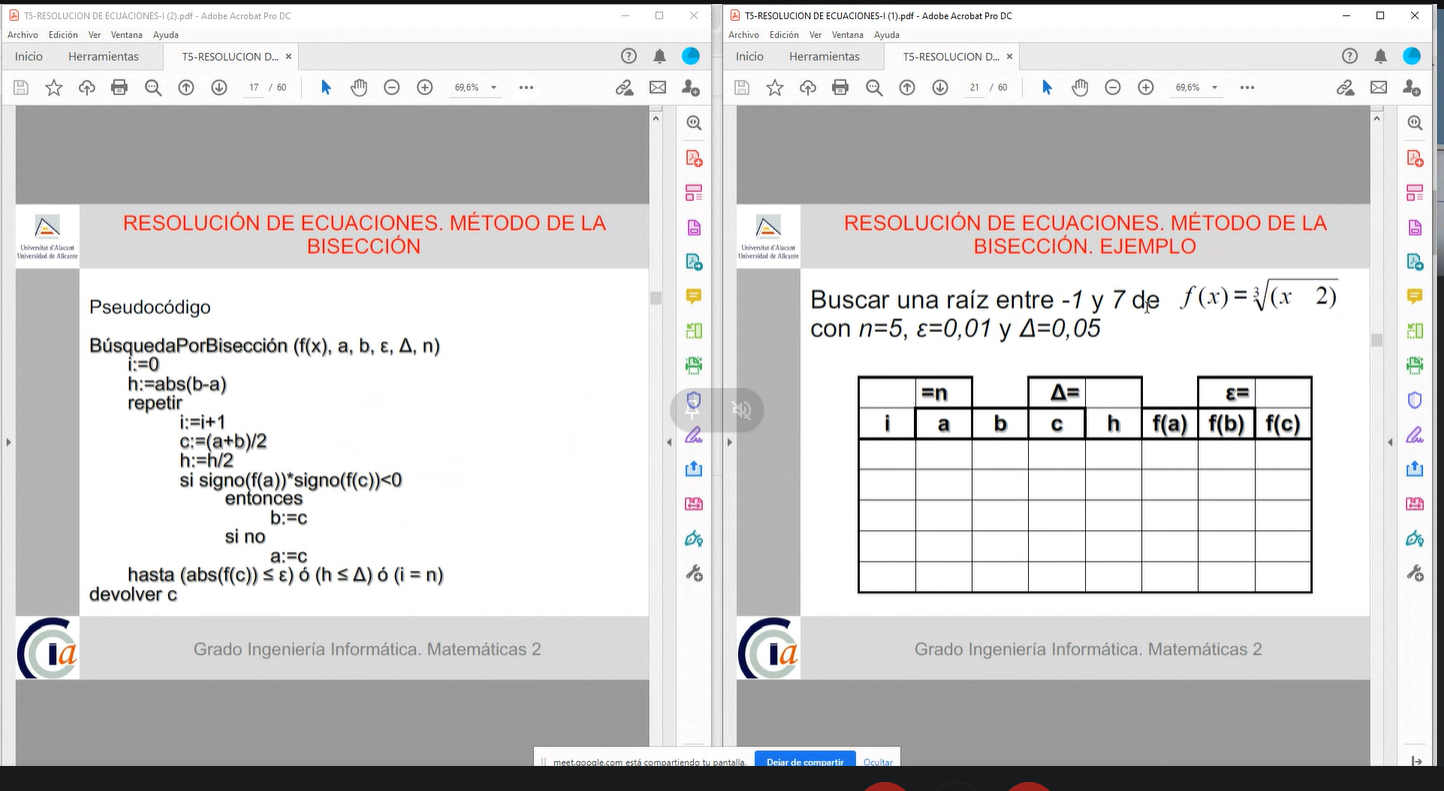 T5-RESOLUCION DE ECUACIONES-I (2).pdf - Adobe Acrobat Pro DC
Archivo Edición Ver Ventana Ayuda
Inicio Herramientas T5-RESOLUCION D... ×
17 / 60 69,6%
Universitat d'Alacant
Universidad de Alicante
RESOLUCIÓN DE ECUACIONES. MÉTODO DE LA
BISECCIÓN
Pseudocódigo
BúsquedaPorBisección (f(x), a, b, ε, Δ, n)
i:=0
h:=abs(b-a)
repetir
i:=i+1
c:=(a+b)/2
h:=h/2
si signo(f(a))*signo(f(c))<0
entonces
b:=c
si no
a:=c
hasta (abs(f(c)) ≤ ε) ó (h ≤ Δ) ó (i = n)
devolver c
Grado Ingeniería Informática. Matemáticas 2
T5-RESOLUCION DE ECUACIONES-I (1).pdf - Adobe Acrobat Pro DC
Archivo Edición Ver Ventana Ayuda
Inicio Herramientas T5-RESOLUCION D... ×
21 / 60 69,6%
Universitat d'Alacant
Universidad de Alicante
RESOLUCIÓN DE ECUACIONES. MÉTODO DE LA
BISECCIÓN. EJEMPLO
Buscar una raíz entre -1 y 7 de f(x)=∛(x 2)
con n=5, ε=0,01 y Δ=0,05
=n Δ= ε=
i a b c h f(a) f(b) f(c)
Grado Ingeniería Informática. Matemáticas 2
meet.google.com está compartiendo tu pantalla. Dejar de compartir Ocultar